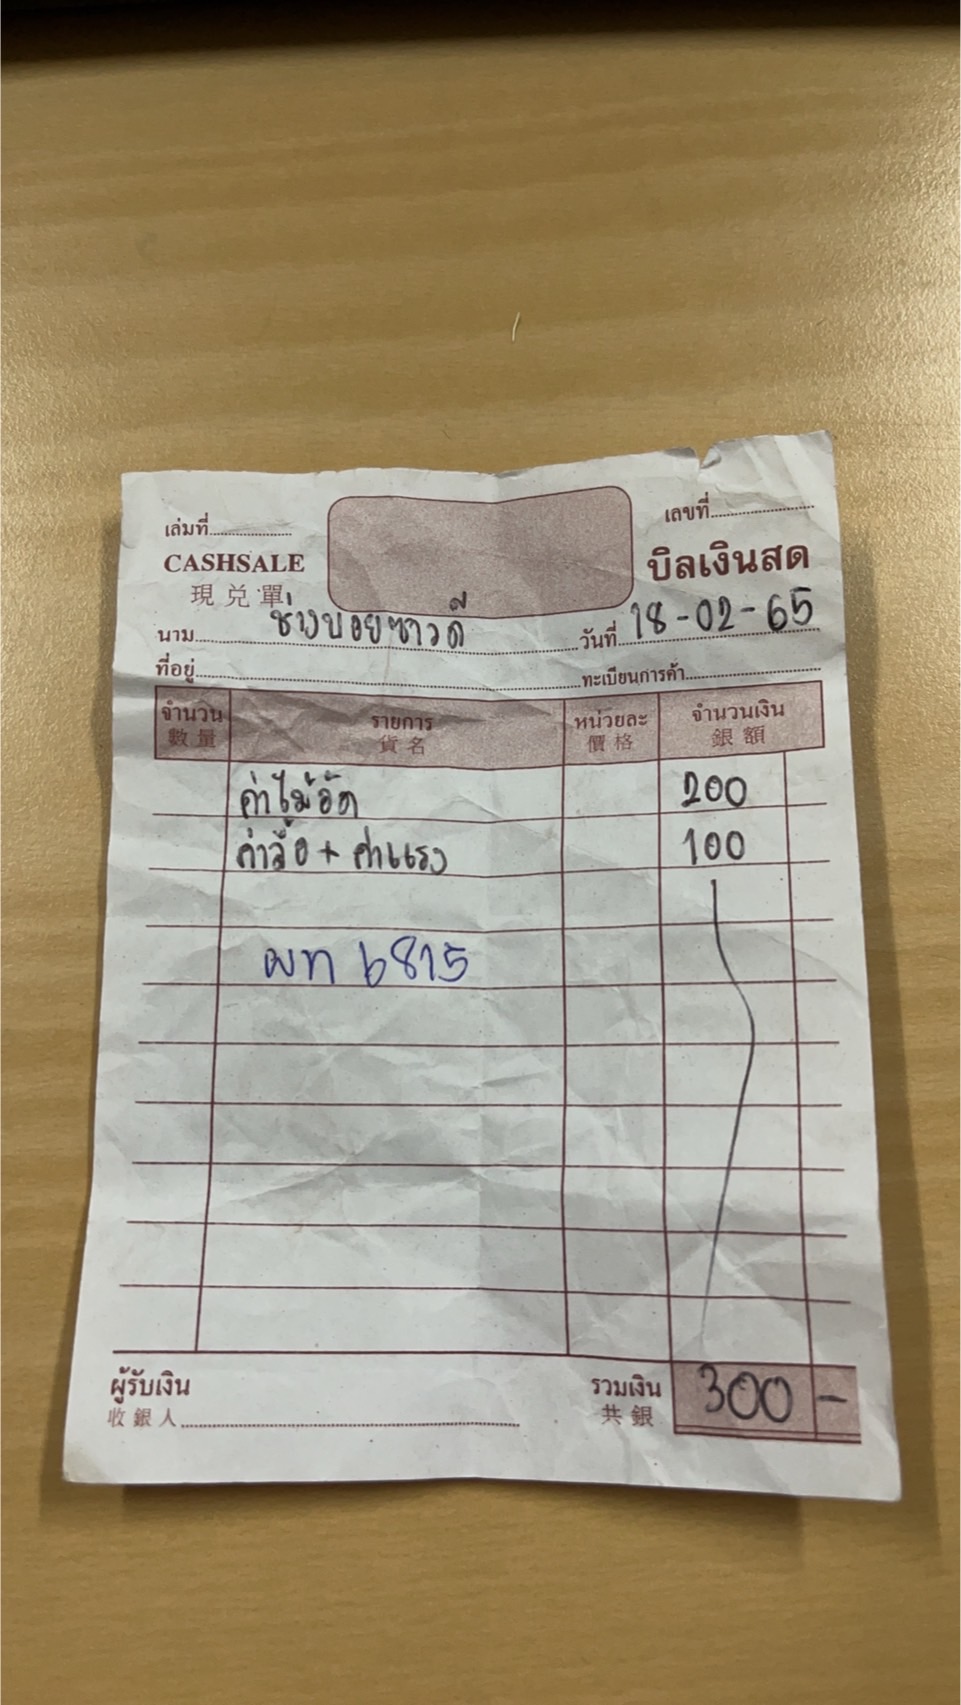 เล่มที่ เลขที่
CASHSALE บิลเงินสด
現兌單
นาม ช่างบอยซาวดี วันที่ 18-02-65
ที่อยู่ ทะเบียนการค้า
จำนวน รายการ หน่วยละ จำนวนเงิน
數量 貨名 價格 銀額
ค่าไม้อัด 200
ค่าลื้อ + ค่าแรง 100
ผท 6815
ผู้รับเงิน รวมเงิน 300 -
收銀人 共銀